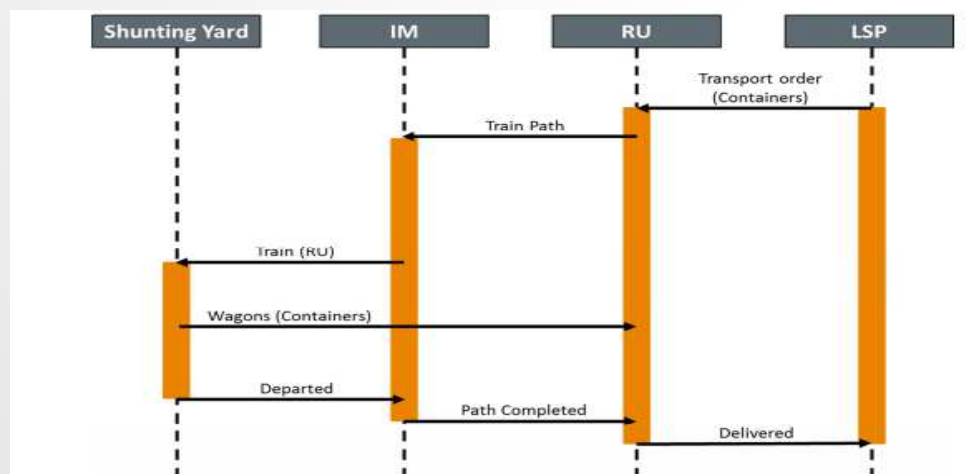 Shunting Yard
IM
RU
LSP
Transport order
(Containers)
Train Path
Train (RU)
Wagons (Containers)
Departed
Path Completed
Delivered